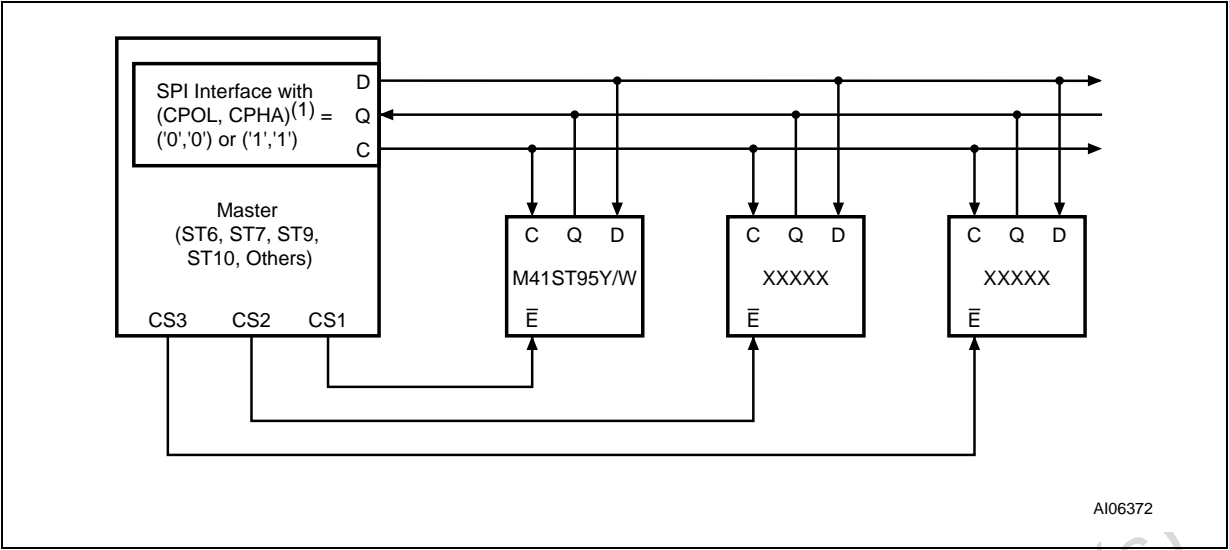 SPI Interface with
(CPOL, CPHA)(1) =
('0','0') or ('1','1')
D
Q
C
Master
(ST6, ST7, ST9,
ST10, Others)
CS3 CS2 CS1
C Q D
M41ST95Y/W
E̅
C Q D
XXXXX
E̅
C Q D
XXXXX
E̅
AI06372